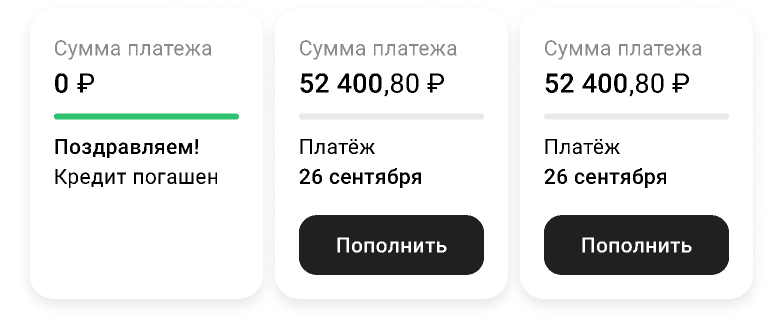 Сумма платежа
0 ₽
Поздравляем!
Кредит погашен
Сумма платежа
52 400,80 ₽
Платёж
26 сентября
Пополнить
Сумма платежа
52 400,80 ₽
Платёж
26 сентября
Пополнить